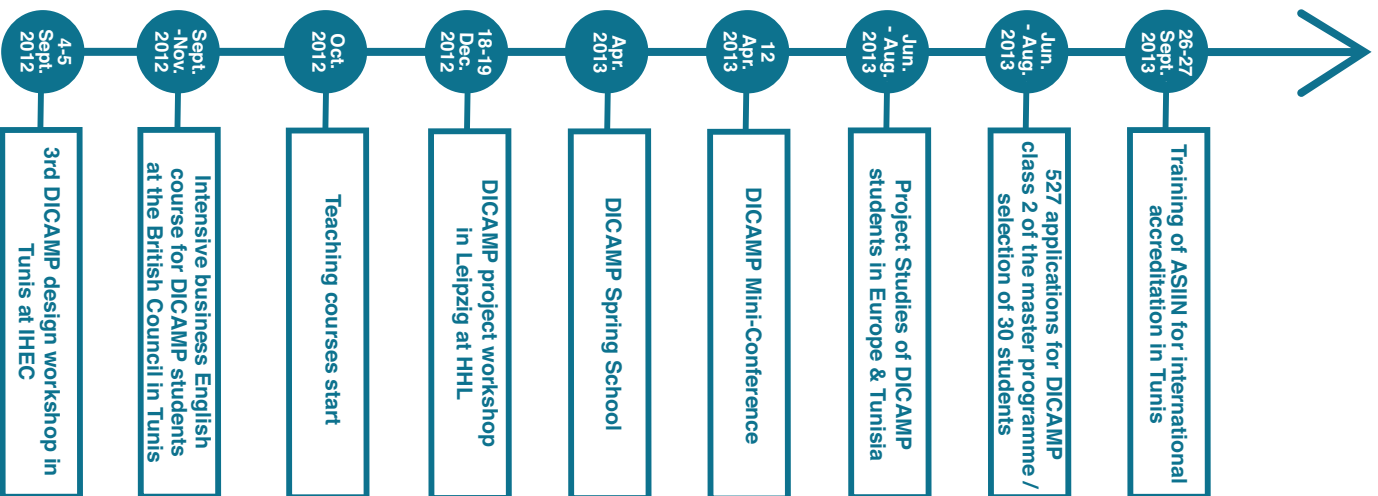 4-5
Sept.
2012
3rd DICAMP design workshop in
Tunis at IHEC
Sept.
-Nov.
2012
Intensive business English
course for DICAMP students
at the British Council in Tunis
Oct.
2012
Teaching courses start
18-19
Dec.
2012
DICAMP project workshop
in Leipzig at HHL
Apr.
2013
DICAMP Spring School
12
Apr.
2013
DICAMP Mini-Conference
Jun.
- Aug.
2013
Project Studies of DICAMP
students in Europe & Tunisia
Jun.
- Aug.
2013
527 applications for DICAMP
class 2 of the master programme /
selection of 30 students
26-27
Sept.
2013
Training of ASIIN for international
accreditation in Tunis